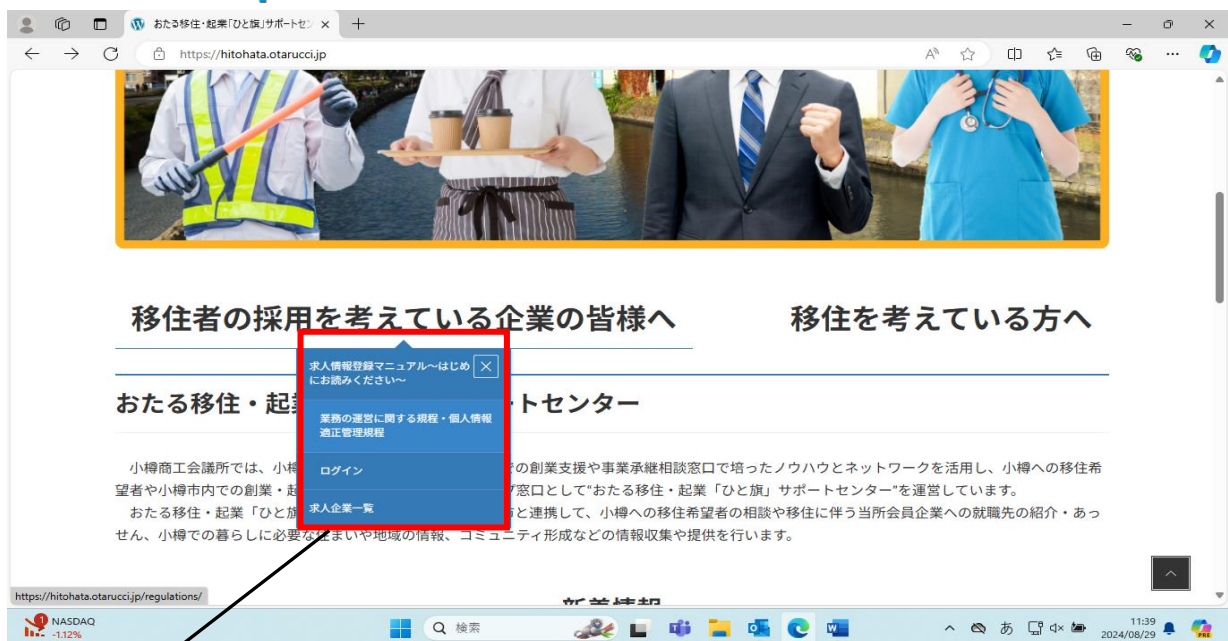 おたる移住・起業「ひと旗」サポートセン
https://hitohata.otarucci.jp
移住者の採用を考えている企業の皆様へ
移住を考えている方へ
求人情報登録マニュアル～はじめ
にお読みください～
業務の運営に関する規程・個人情報
適正管理規程
ログイン
求人企業一覧
おたる移住・起
トセンター
小樽商工会議所では、小樽
の創業支援や事業承継相談窓口で培ったノウハウとネットワークを活用し、小樽への移住希
望者や小樽市内での創業・起
窓口として"おたる移住・起業「ひと旗」サポートセンター"を運営しています。
おたる移住・起業「ひと旗
と連携して、小樽への移住希望者の相談や移住に伴う当所会員企業への就職先の紹介・あっ
せん、小樽での暮らしに必要な住まいや地域の情報、コミュニティ形成などの情報収集や提供を行います。
新着情報
https://hitohata.otarucci.jp/regulations/
NASDAQ
-1.12%
検索
あ
11:39
2024/08/29